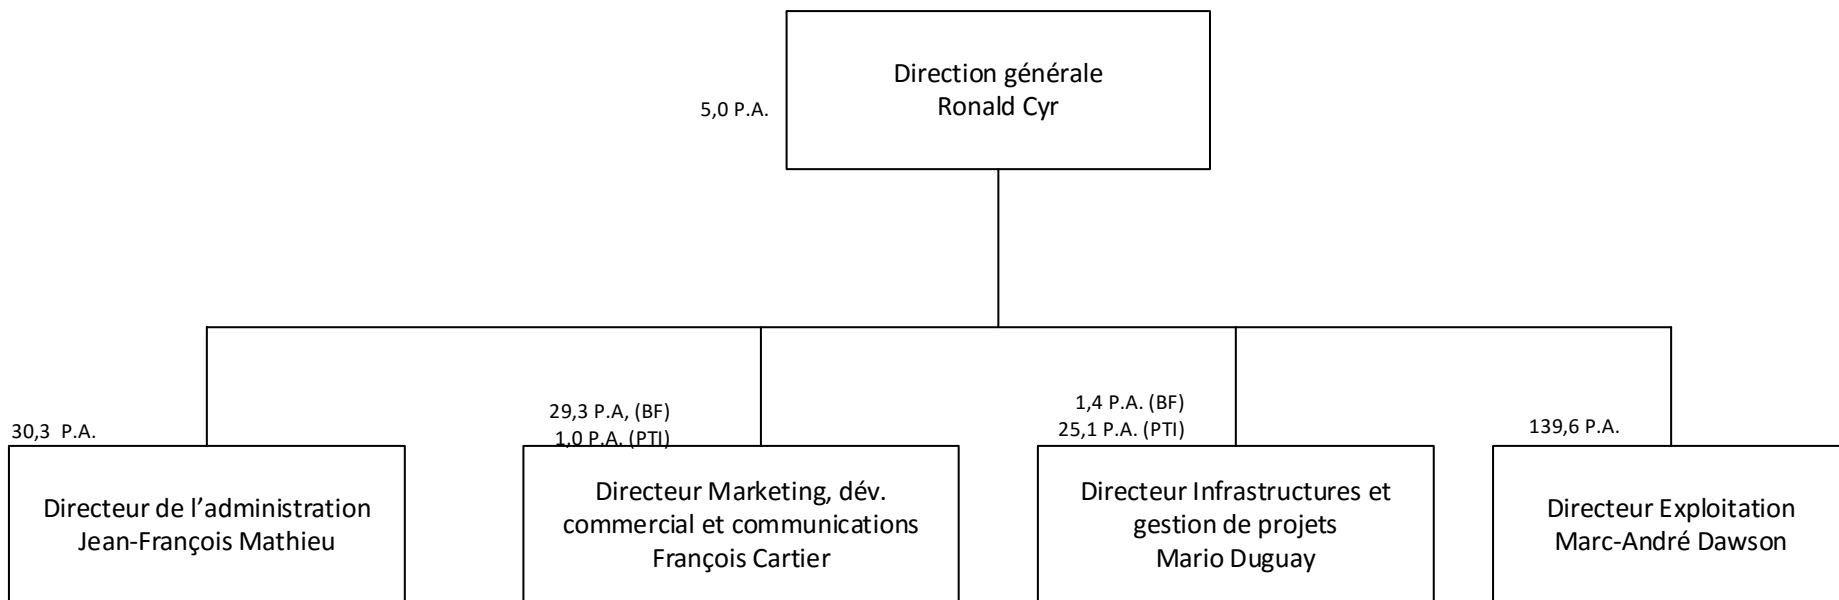 Direction générale
Ronald Cyr
5,0 P.A.
30,3 P.A.
Directeur de l’administration
Jean-François Mathieu
29,3 P.A, (BF)
1,0 P.A. (PTI)
Directeur Marketing, dév.
commercial et communications
François Cartier
1,4 P.A. (BF)
25,1 P.A. (PTI)
Directeur Infrastructures et
gestion de projets
Mario Duguay
139,6 P.A.
Directeur Exploitation
Marc-André Dawson